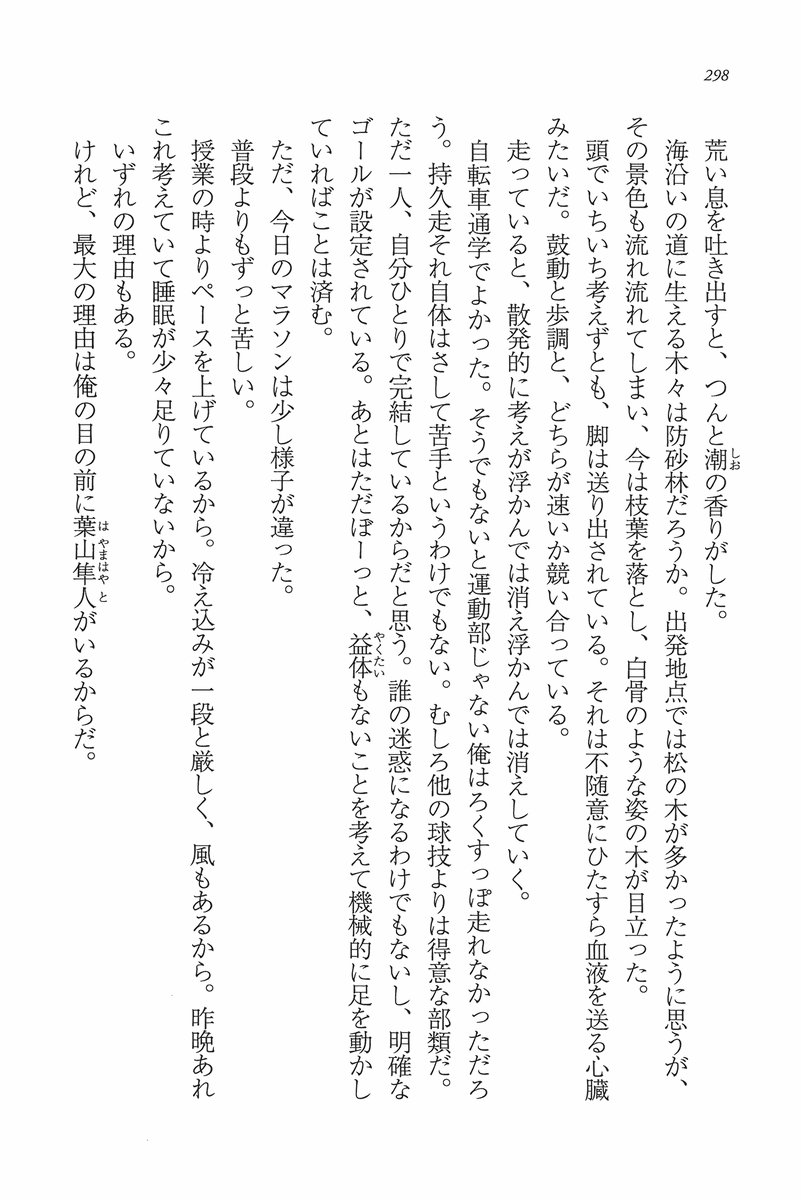 298
荒い息を吐き出すと、つんと潮の香りがした。
海沿いの道に生える木々は防砂林だろうか。出発地点では松の木が多かったように思うが、
その景色も流れ流れてしまい、今は枝葉を落とし、白骨のような姿の木が目立った。
頭でいちいち考えずとも、脚は送り出されている。それは不随意にひたすら血液を送る心臓
みたいだ。鼓動と歩調と、どちらが速いか競い合っている。
走っていると、散発的に考えが浮かんでは消え浮かんでは消えしていく。
自転車通学でよかった。そうでもないと運動部じゃない俺はろくすっぽ走れなかっただろ
う。持久走それ自体はさして苦手というわけでもない。むしろ他の球技よりは得意な部類だ。
ただ一人、自分ひとりで完結しているからだと思う。誰の迷惑になるわけでもないし、明確な
ゴールが設定されている。あとはただぼーっと、益体もないことを考えて機械的に足を動かし
ていればことは済む。
ただ、今日のマラソンは少し様子が違った。
普段よりもずっと苦しい。
授業の時よりペースを上げているから。冷え込みが一段と厳しく、風もあるから。昨晩あれ
これ考えていて睡眠が少々足りていないから。
いずれの理由もある。
けれど、最大の理由は俺の目の前に葉山隼人がいるからだ。
しお
やくたい
はやまはやと